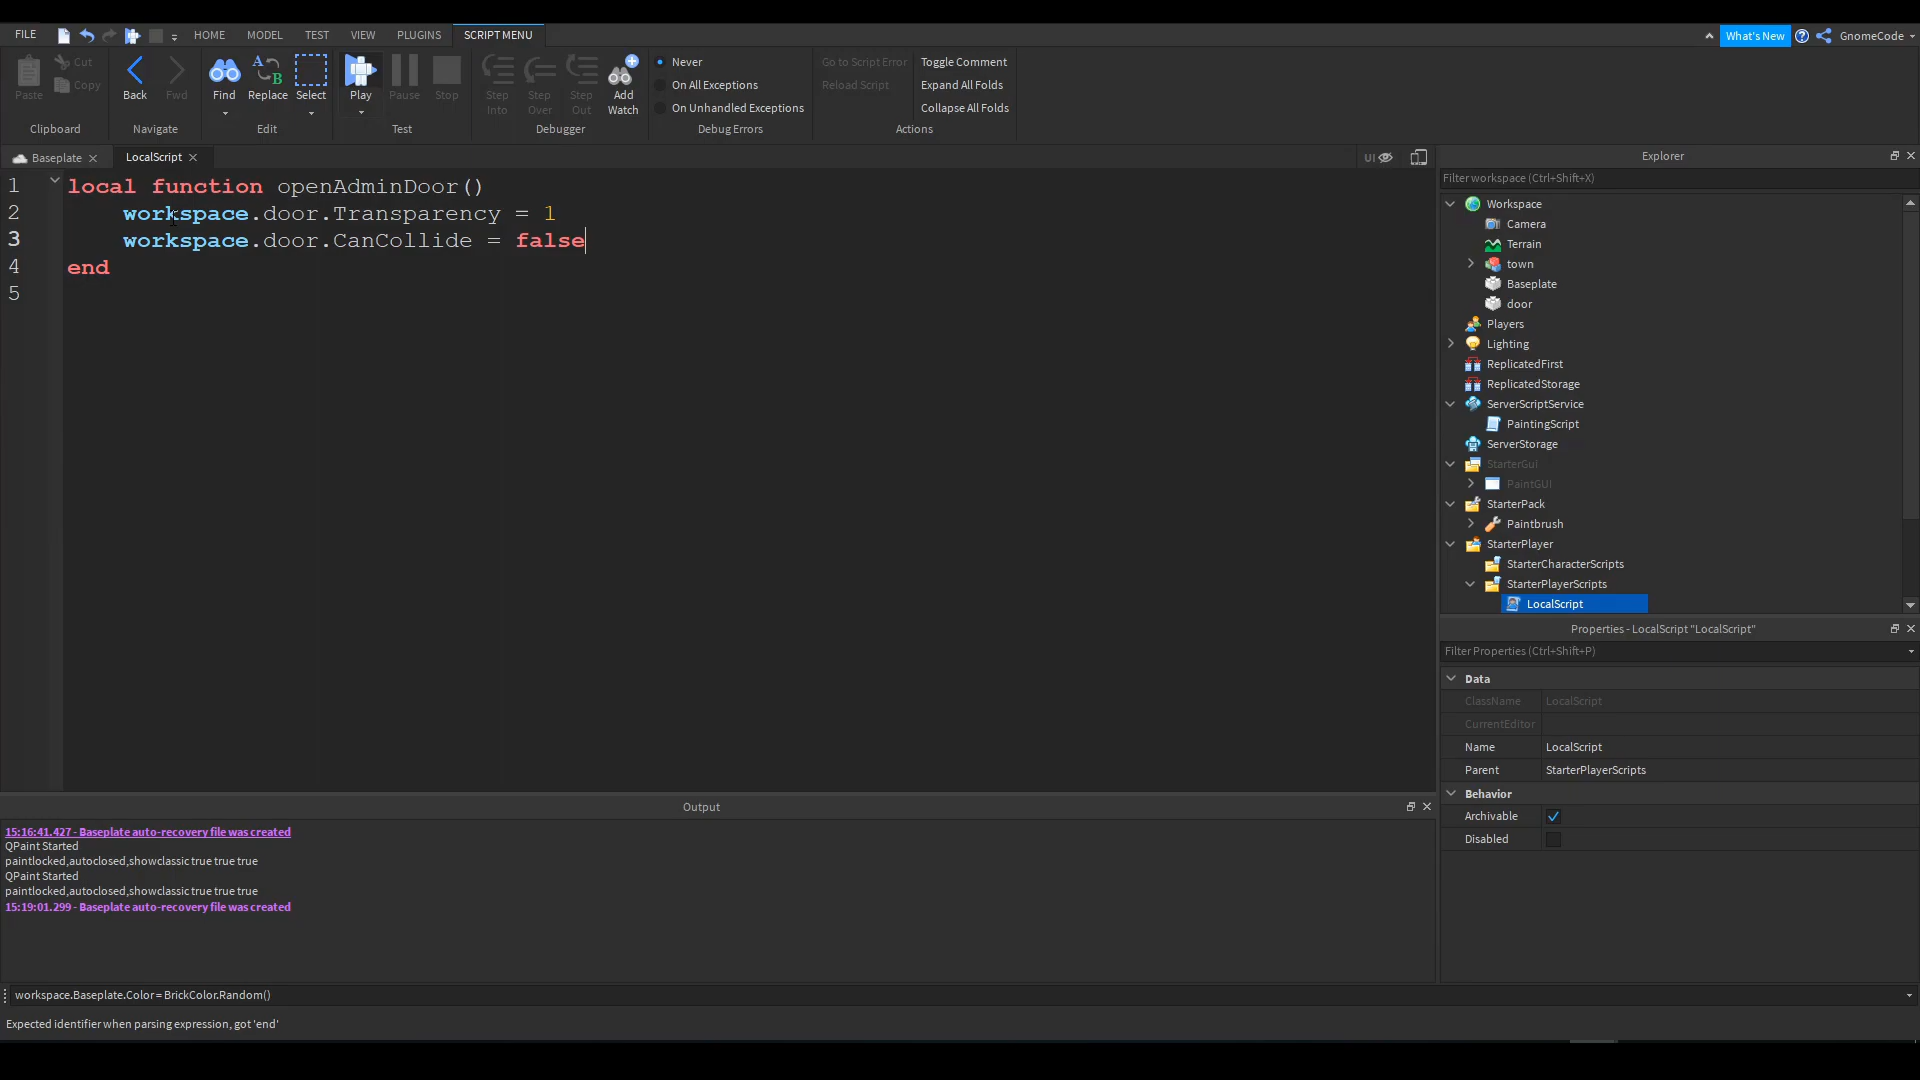 FILE
HOME
MODEL
TEST
VIEW
PLUGINS
SCRIPT MENU
What's New
GnomeCode
Paste
Cut
Copy
Clipboard
Back
Fwd
Navigate
Find
Replace
Select
Edit
Play
Pause
Stop
Test
Step Into
Step Over
Step Out
Add Watch
Debugger
Never
On All Exceptions
On Unhandled Exceptions
Debug Errors
Go to Script Error
Reload Script
Toggle Comment
Expand All Folds
Collapse All Folds
Actions
Baseplate
LocalScript
UI
1 local function openAdminDoor()
2 workspace.door.Transparency = 1
3 workspace.door.CanCollide = false
4 end
5
Explorer
Filter workspace (Ctrl+Shift+X)
Workspace
Camera
Terrain
town
Baseplate
door
Players
Lighting
ReplicatedFirst
ReplicatedStorage
ServerScriptService
PaintingScript
ServerStorage
StarterGui
PaintGUI
StarterPack
Paintbrush
StarterPlayer
StarterCharacterScripts
StarterPlayerScripts
LocalScript
Properties - LocalScript "LocalScript"
Filter Properties (Ctrl+Shift+P)
Data
ClassName LocalScript
CurrentEditor
Name LocalScript
Parent StarterPlayerScripts
Behavior
Archivable
Disabled
Output
15:16:41.427 - Baseplate auto-recovery file was created
QPaint Started
paintlocked,autoclosed,showclassic true true true
QPaint Started
paintlocked,autoclosed,showclassic true true true
15:19:01.299 - Baseplate auto-recovery file was created
workspace.Baseplate.Color = BrickColor.Random()
Expected identifier when parsing expression, got 'end'